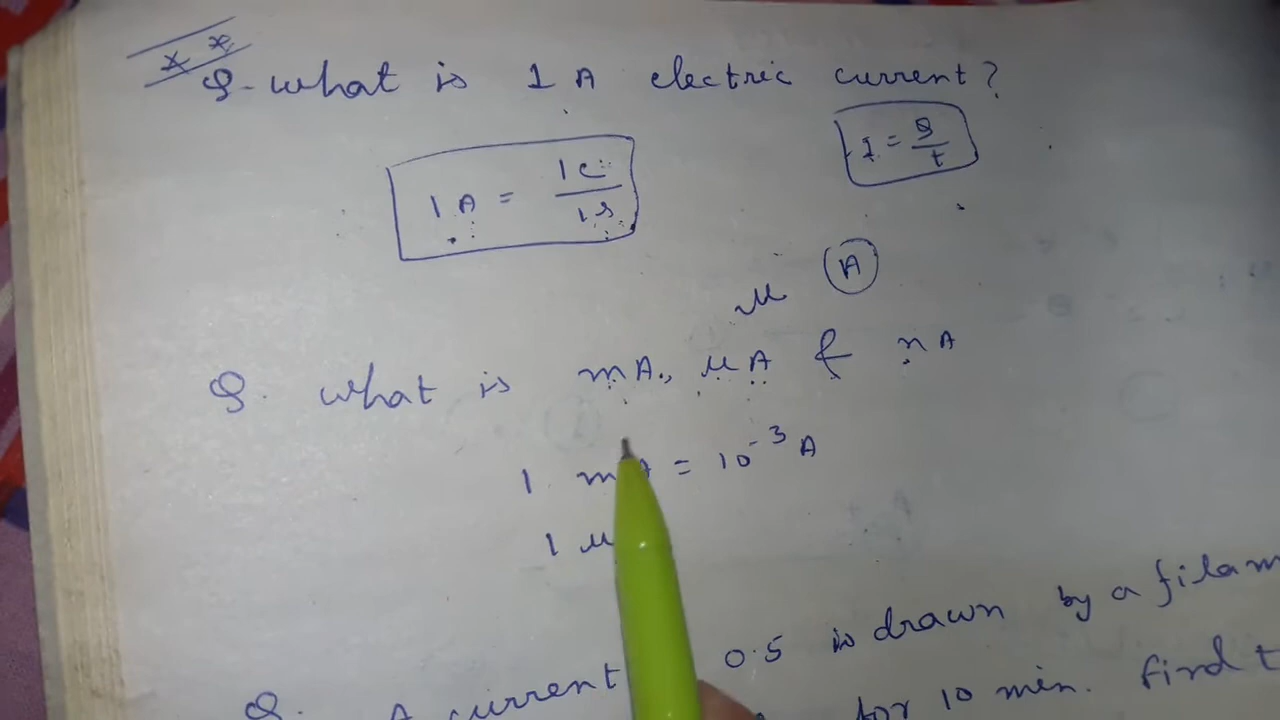 * *
Q. What is 1 A electric current?
I = Q/t
1 A = 1C/1s
μ A
Q. What is mA, μA & nA
1 mA = 10⁻³ A
1 μ
Q. A current 0.5 is drawn by a filam
for 10 min. Find t